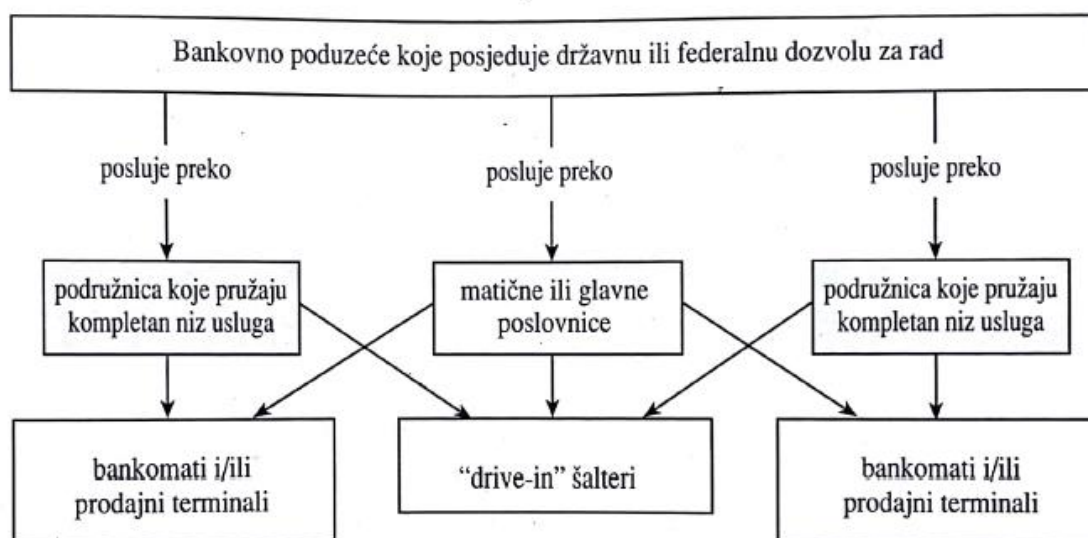 Bankovno poduzeće koje posjeduje državnu ili federalnu dozvolu za rad
posluje preko
posluje preko
posluje preko
podružnica koje pružaju
kompletan niz usluga
matične ili glavne
poslovnice
podružnica koje pružaju
kompletan niz usluga
bankomati i/ili
prodajni terminali
“drive-in” šalteri
bankomati i/ili
prodajni terminali